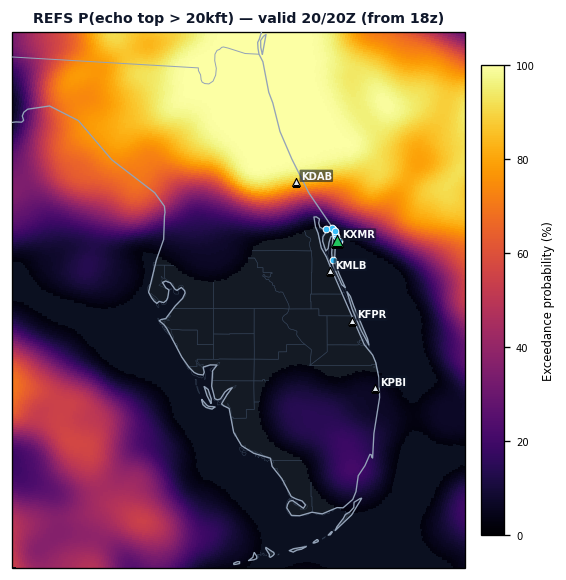 REFS P(echo top > 20kft) — valid 20/20Z (from 18z)
KDAB
KXMR
KMLB
KFPR
KPBI
100
80
60
40
20
0
Exceedance probability (%)